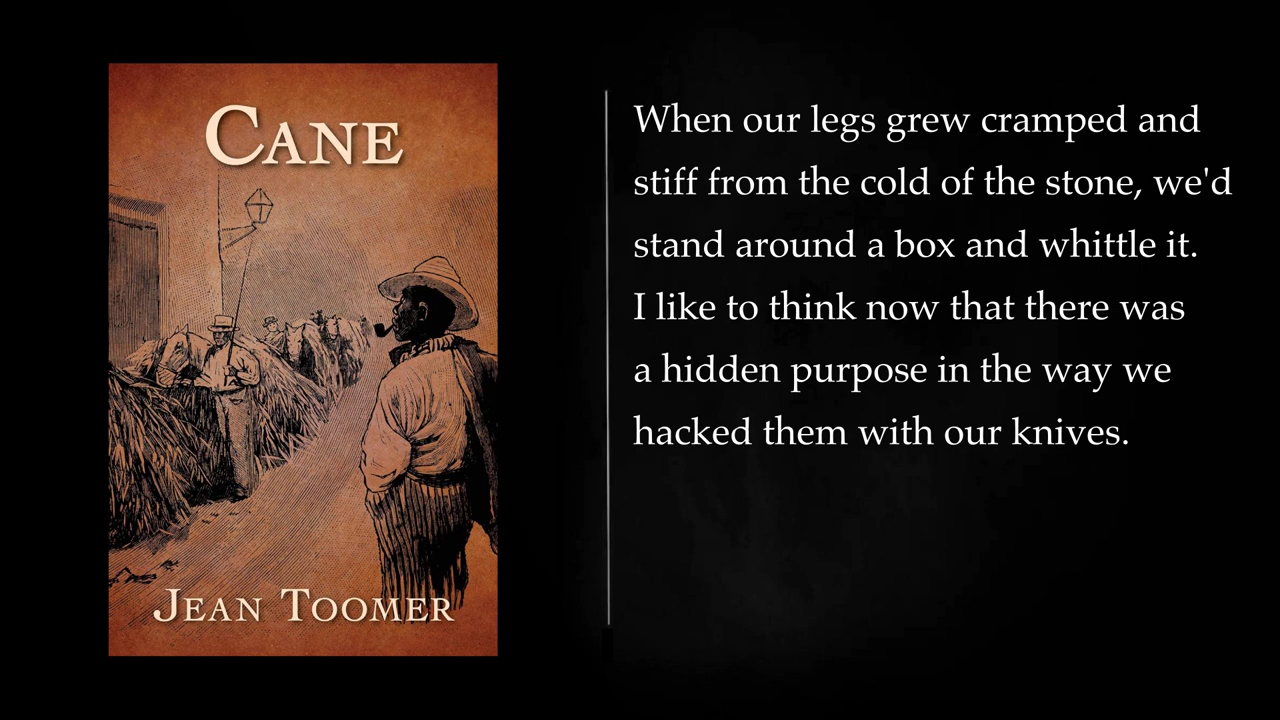 CANE
JEAN TOOMER
When our legs grew cramped and
stiff from the cold of the stone, we'd
stand around a box and whittle it.
I like to think now that there was
a hidden purpose in the way we
hacked them with our knives.